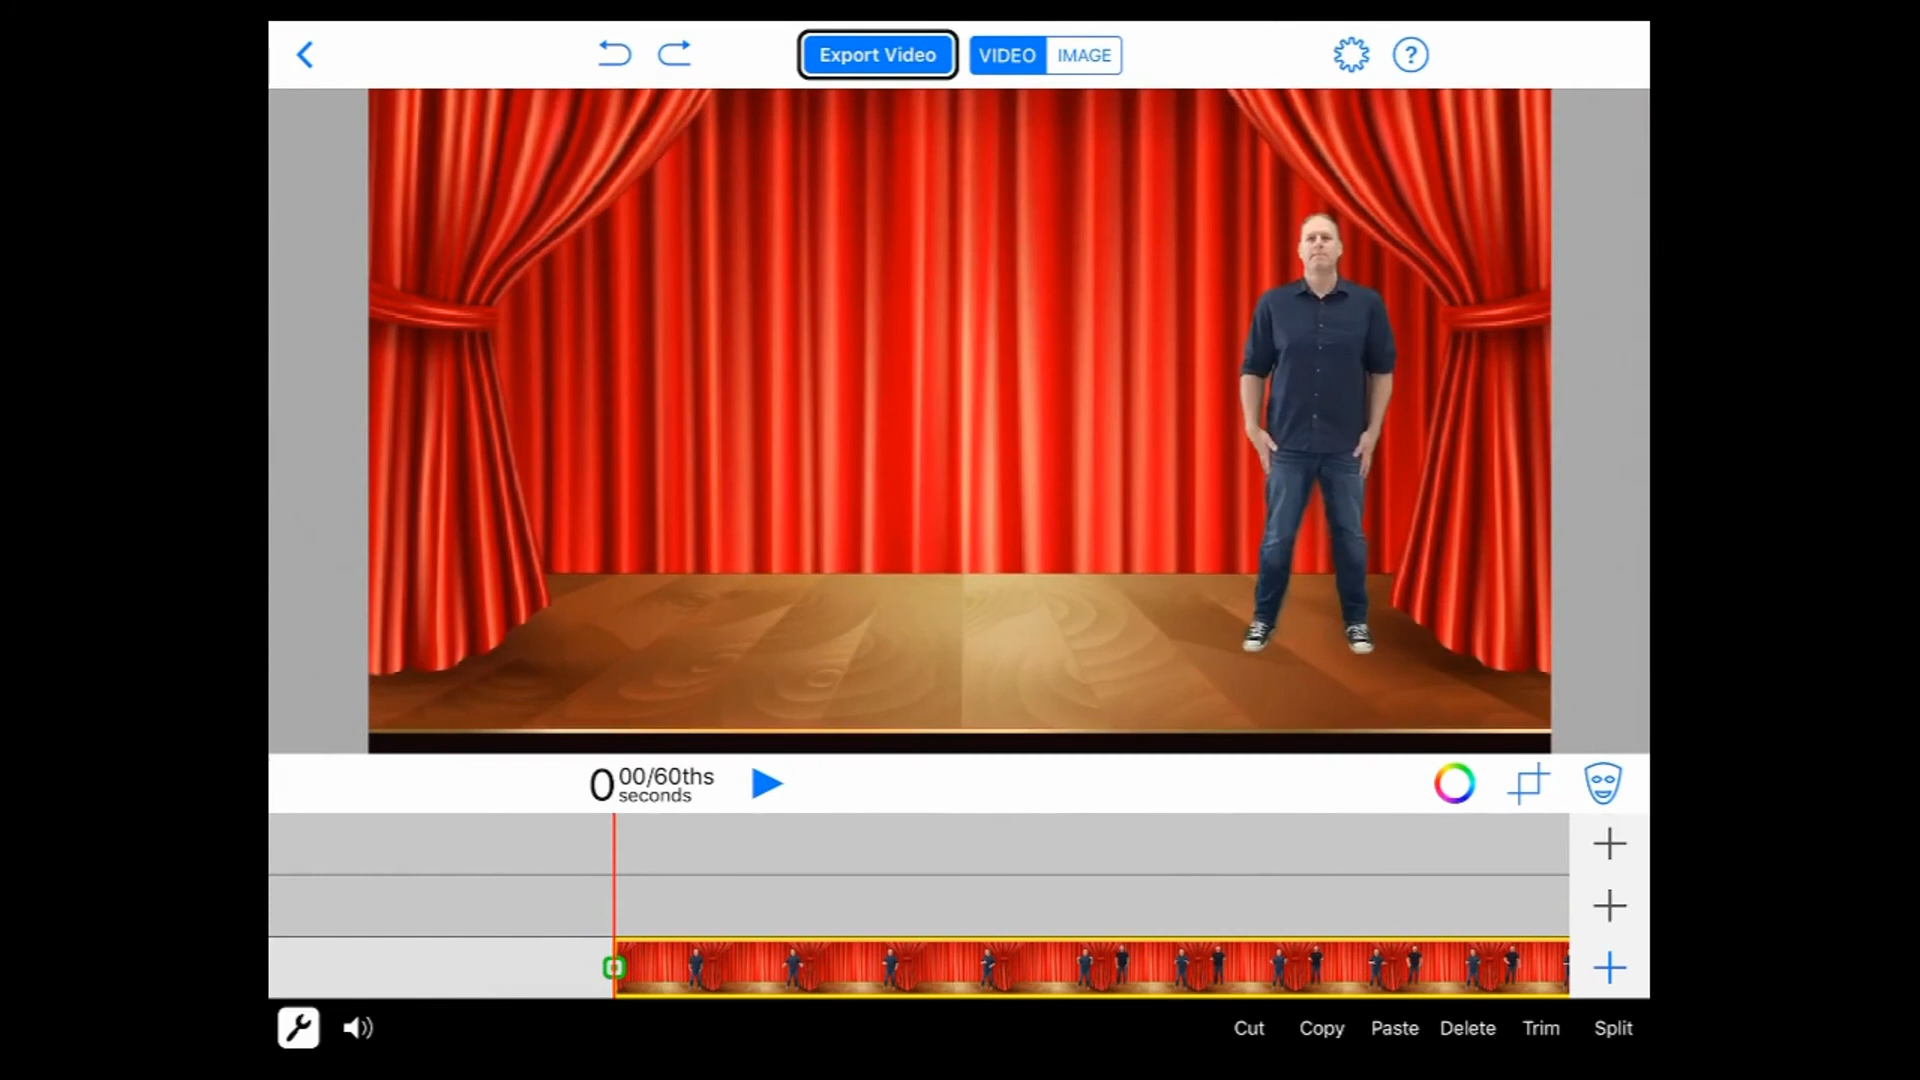 Export Video VIDEO IMAGE ?
0 00/60ths
seconds
Cut Copy Paste Delete Trim Split